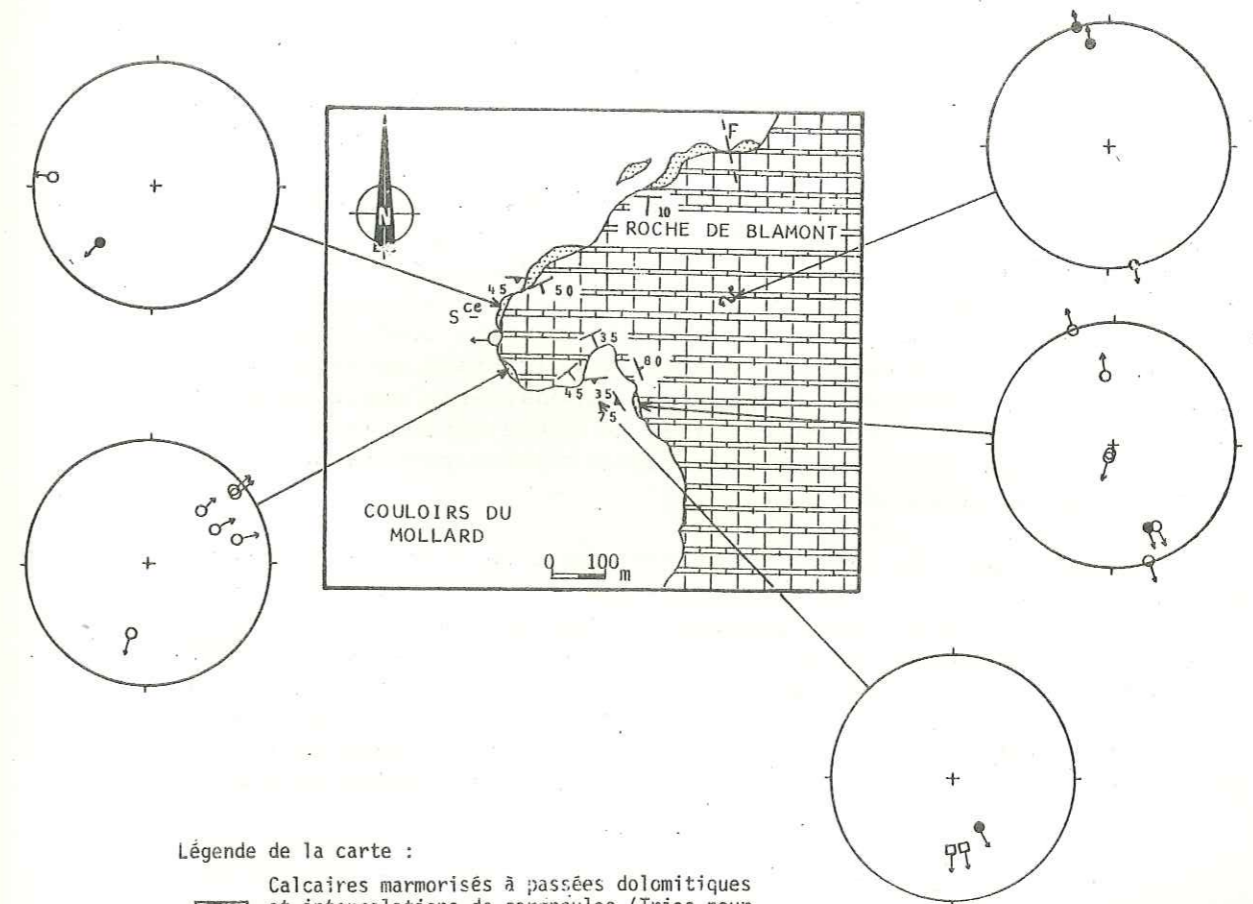 F
N
10
ROCHE DE BLAMONT
45
50
Sce
35
80
45
35
75
COULOIRS DU
MOLLARD
0 100
m
Légende de la carte :
Calcaires marmorisés à passées dolomitiques